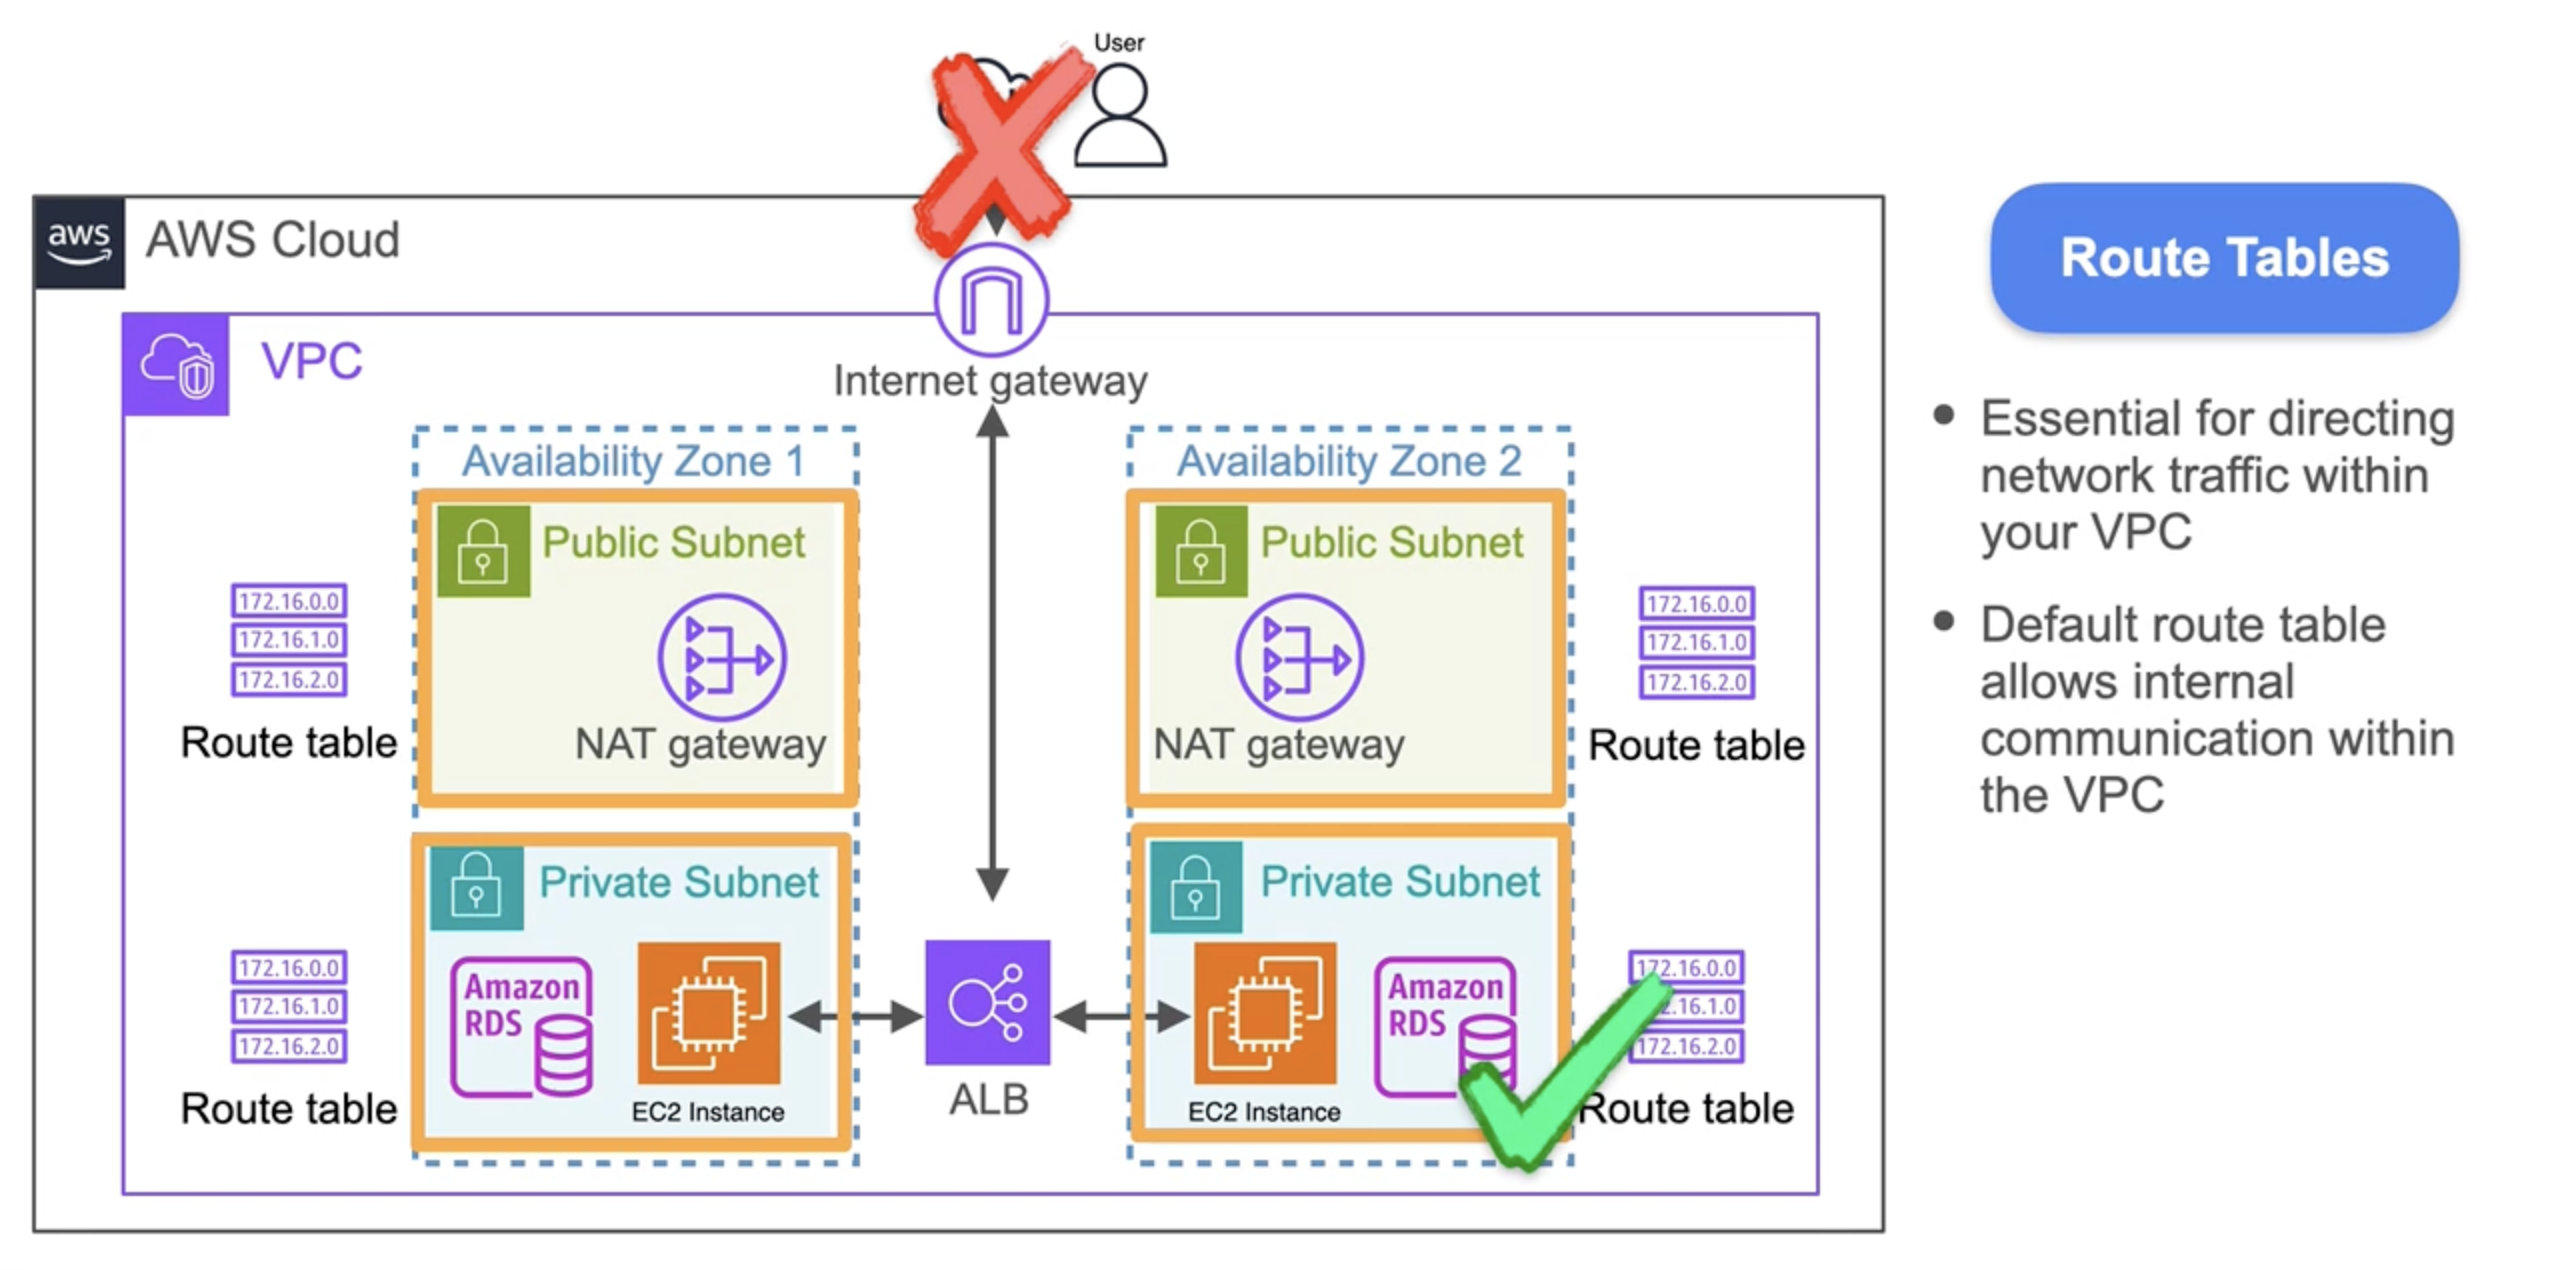 User
aws
AWS Cloud
VPC
Internet gateway
Availability Zone 1
Public Subnet
NAT gateway
172.16.0.0
172.16.1.0
172.16.2.0
Route table
Private Subnet
Amazon
RDS
EC2 Instance
172.16.0.0
172.16.1.0
172.16.2.0
Route table
ALB
Availability Zone 2
Public Subnet
NAT gateway
172.16.0.0
172.16.1.0
172.16.2.0
Route table
Private Subnet
EC2 Instance
Amazon
RDS
172.16.0.0
2.16.1.0
172.16.2.0
Route table
Route Tables
• Essential for directing
network traffic within
your VPC
• Default route table
allows internal
communication within
the VPC